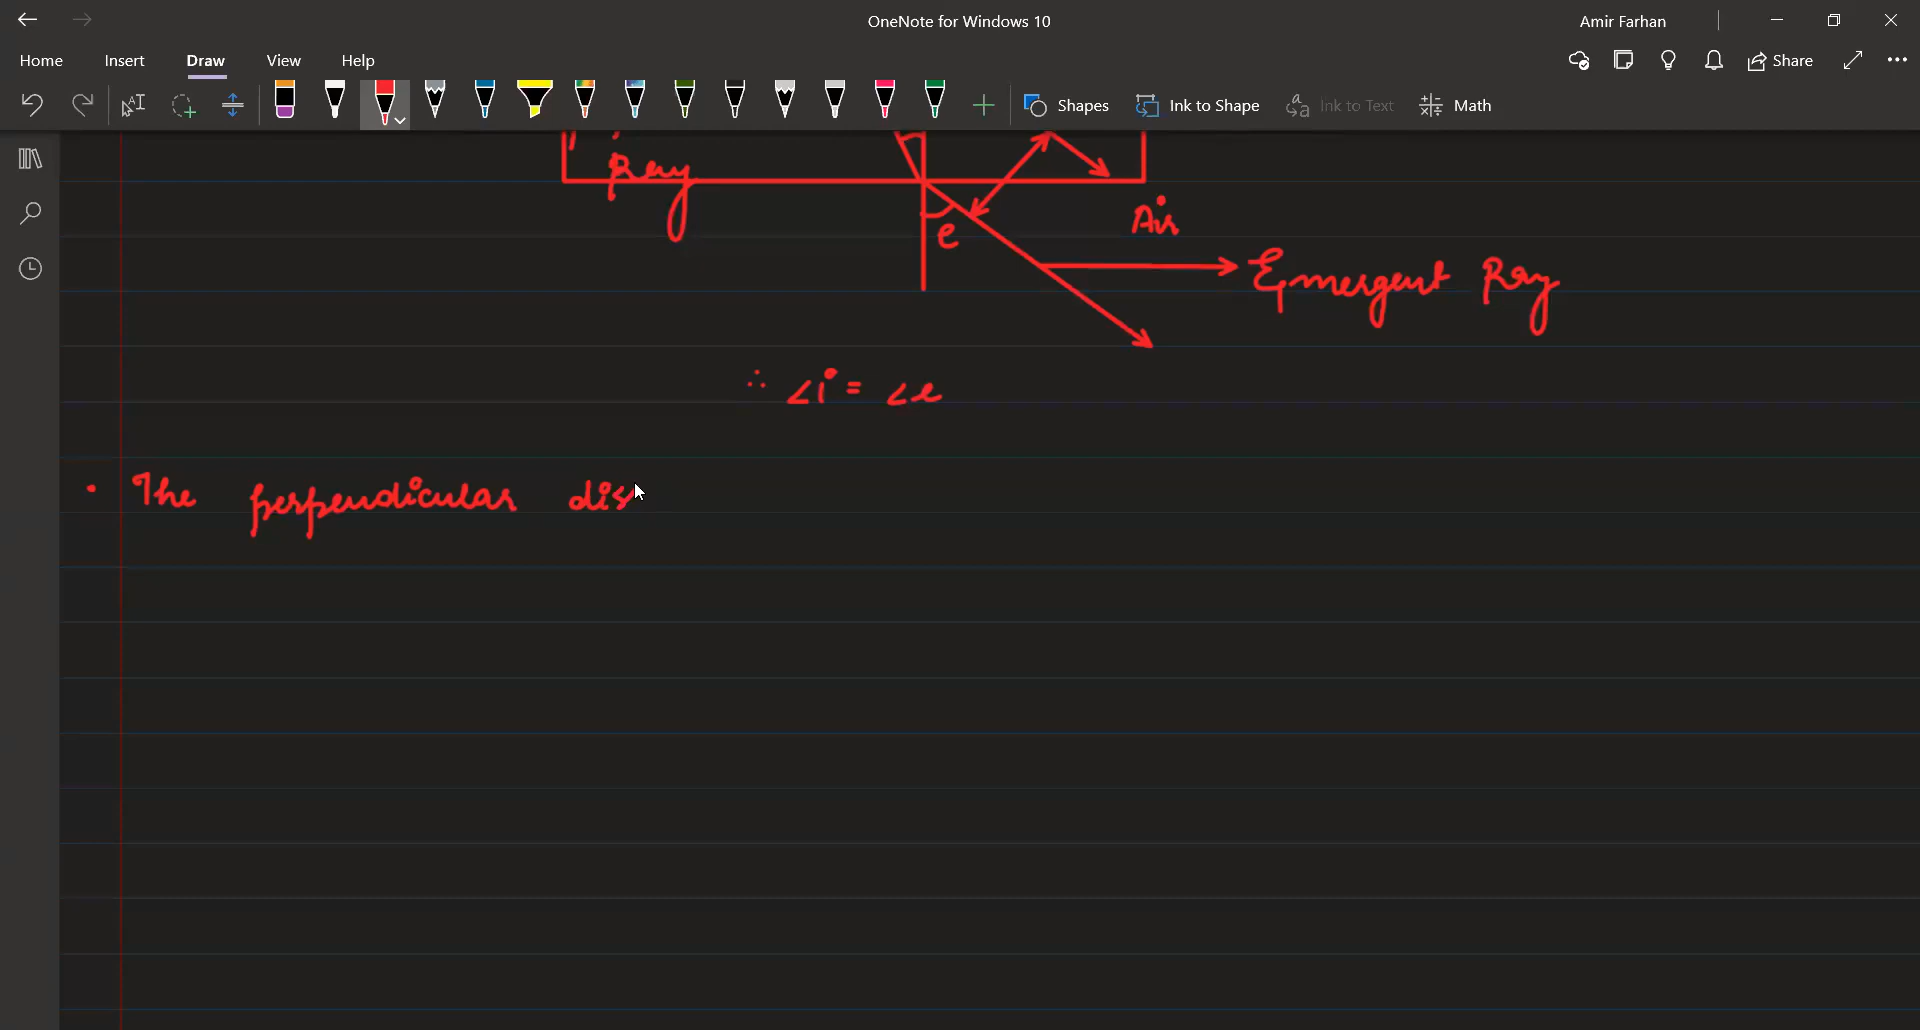 OneNote for Windows 10
Amir Farhan
Home Insert Draw View Help
Share
Shapes Ink to Shape Ink to Text Math
Ray
Air
e
Emergent Ray
∴ ∠i = ∠e
• The perpendicular dis